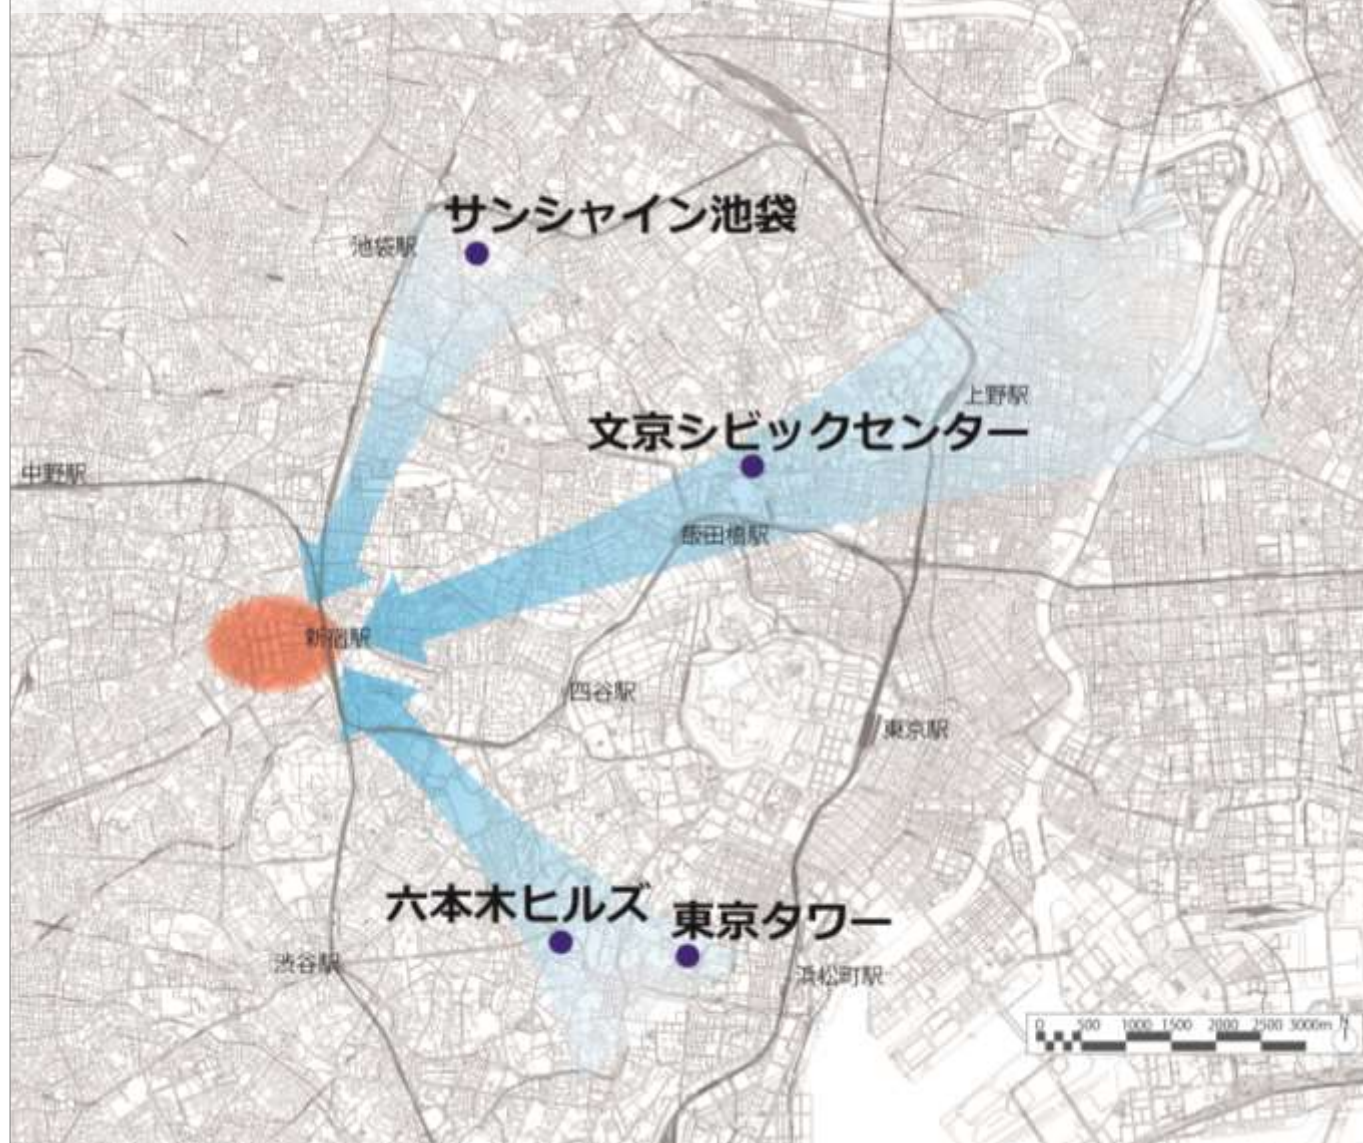 サンシャイン池袋
池袋駅
上野駅
文京シビックセンター
中野駅
飯田橋駅
新宿駅
四谷駅
東京駅
六本木ヒルズ
東京タワー
渋谷駅
浜松町駅
0 500 1000 1500 2000 2500 3000m N